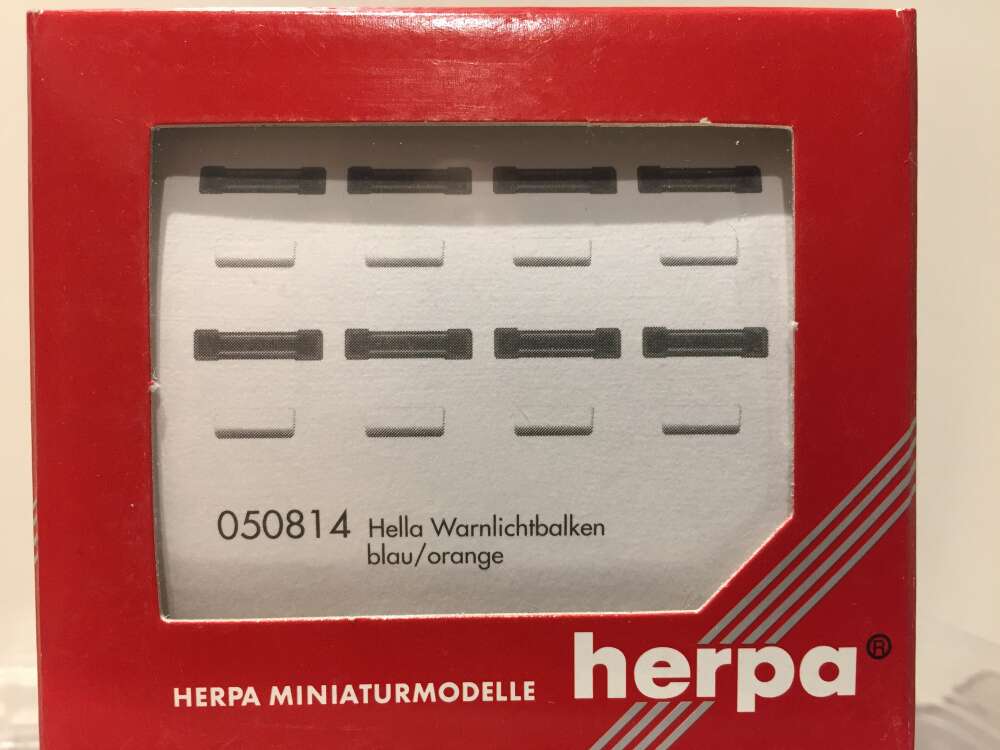 050814 Hella Warnlichtbalken
blau/orange
HERPA MINIATURMODELLE herpa®